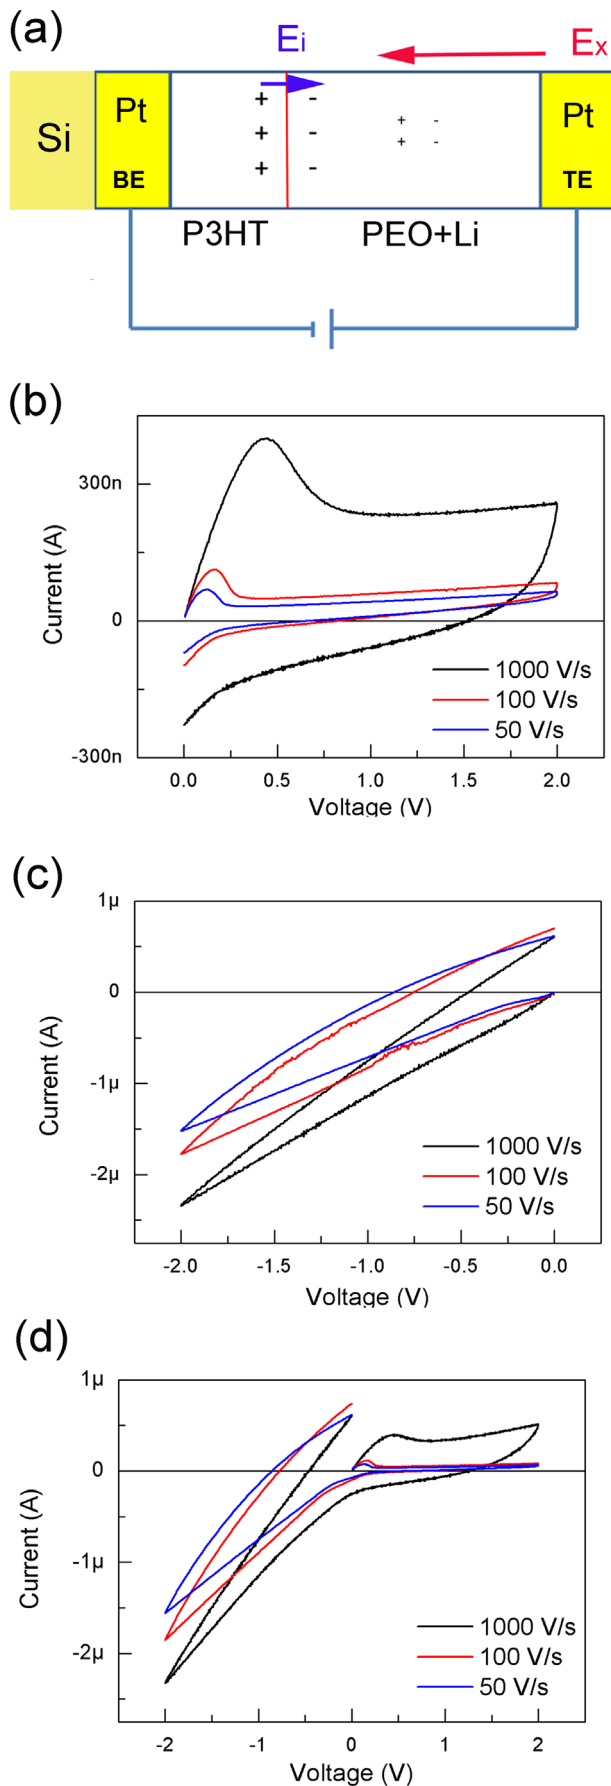 (a)
Ei
Ex
Si
Pt
BE
+ -
+ -
+ -
+ -
+ -
Pt
TE
P3HT
PEO+Li
(b)
Current (A)
300n
0
-300n
1000 V/s
100 V/s
50 V/s
0.0 0.5 1.0 1.5 2.0
Voltage (V)
(c)
Current (A)
1μ
0
-1μ
-2μ
1000 V/s
100 V/s
50 V/s
-2.0 -1.5 -1.0 -0.5 0.0
Voltage (V)
(d)
Current (A)
1μ
0
-1μ
-2μ
1000 V/s
100 V/s
50 V/s
-2 -1 0 1 2
Voltage (V)